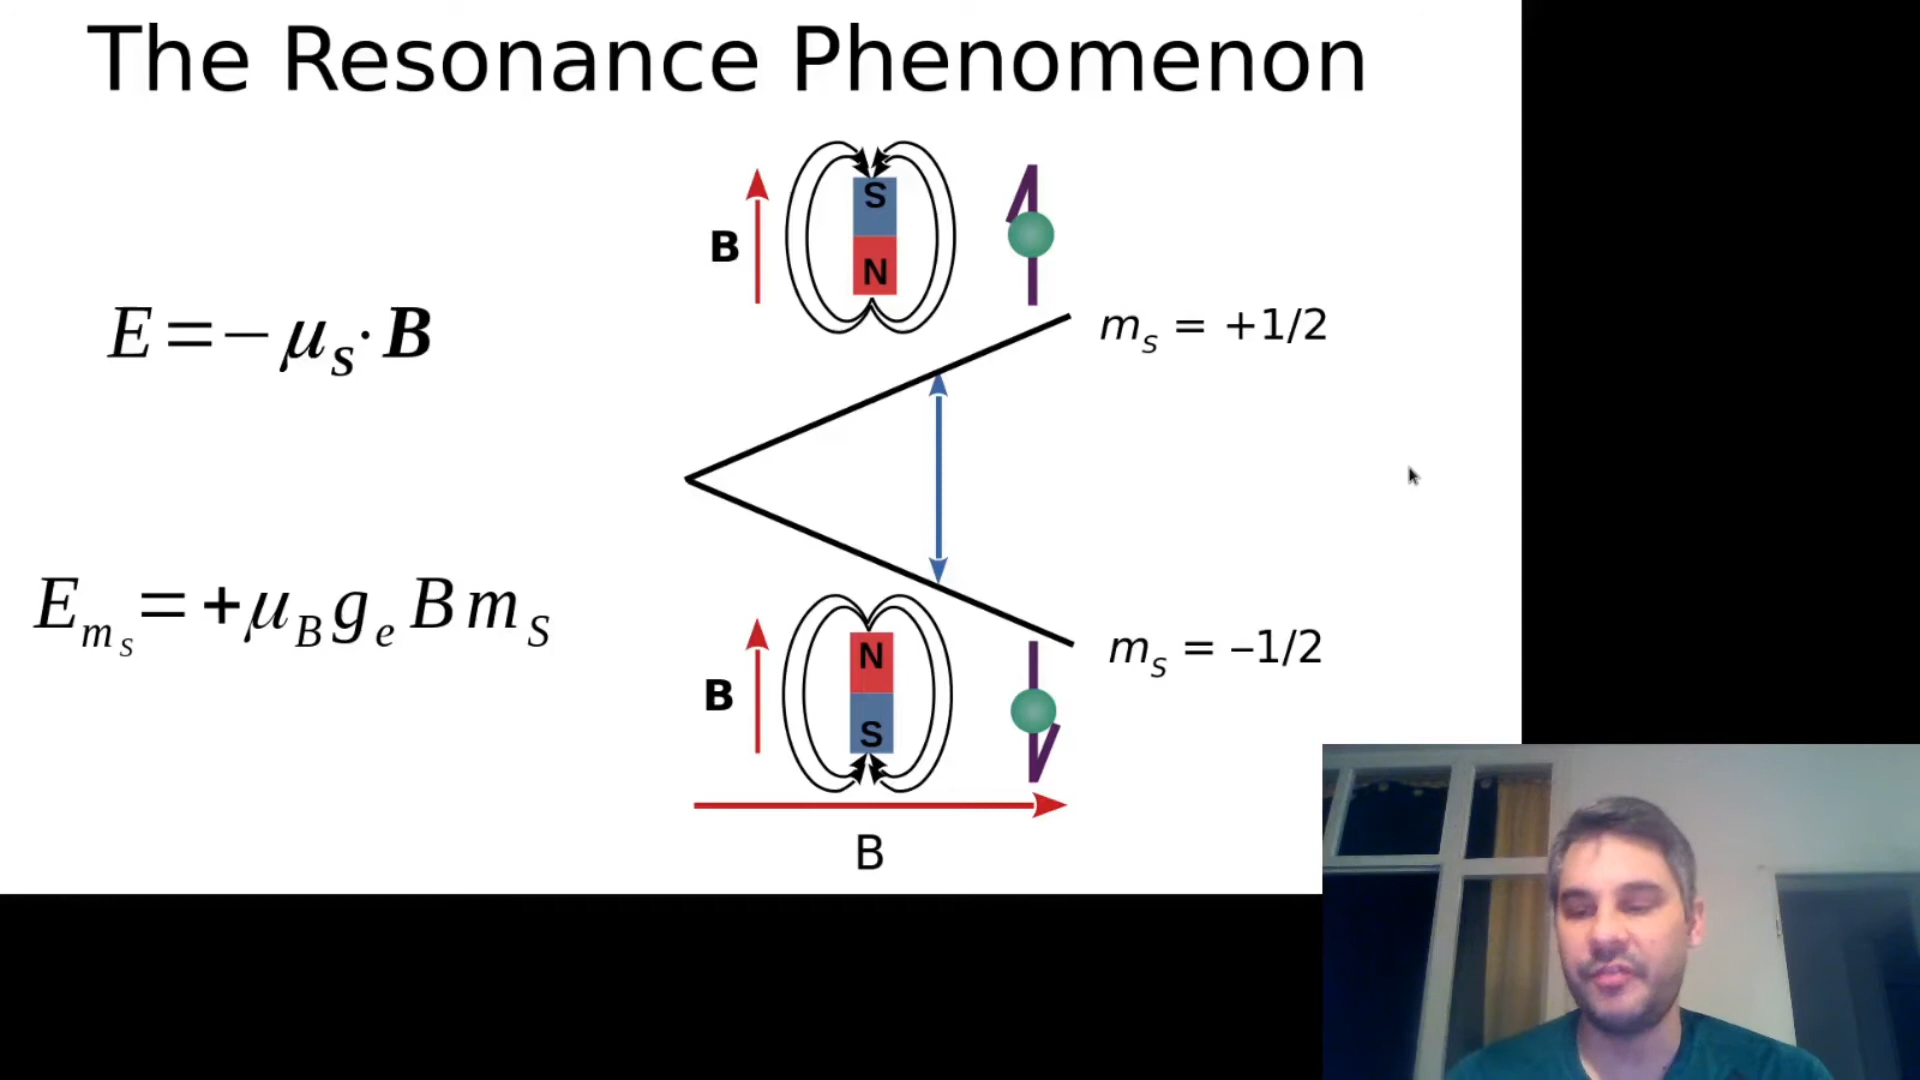 The Resonance Phenomenon
S
B
N
E=−μ_S·B
m_S = +1/2
E_{m_S}=+μ_B g_e B m_S
N
m_S = –1/2
B
S
B